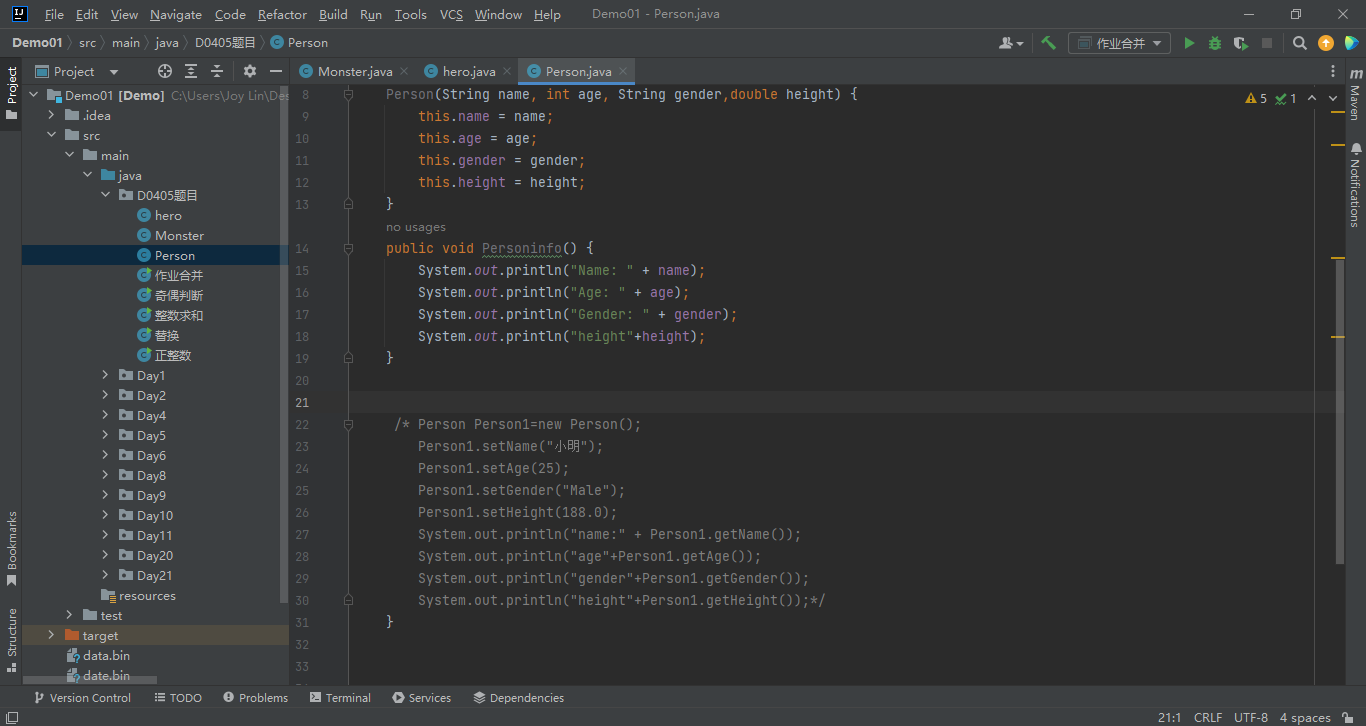 File Edit View Navigate Code Refactor Build Run Tools VCS Window Help Demo01 - Person.java
Demo01 src main java D0405题目 Person 作业合并
Project Monster.java hero.java Person.java
Project
Demo01 [Demo] C:\Users\Joy Lin\Des
.idea
src
main
java
D0405题目
hero
Monster
Person
作业合并
奇偶判断
整数求和
替换
正整数
Day1
Day2
Day4
Day5
Day6
Day8
Day9
Day10
Day11
Day20
Day21
resources
test
target
data.bin
date.bin
Bookmarks
Structure
8 Person(String name, int age, String gender,double height) {
9 this.name = name;
10 this.age = age;
11 this.gender = gender;
12 this.height = height;
13 }
no usages
14 public void Personinfo() {
15 System.out.println("Name: " + name);
16 System.out.println("Age: " + age);
17 System.out.println("Gender: " + gender);
18 System.out.println("height"+height);
19 }
20
21
22 /* Person Person1=new Person();
23 Person1.setName("小明");
24 Person1.setAge(25);
25 Person1.setGender("Male");
26 Person1.setHeight(188.0);
27 System.out.println("name:" + Person1.getName());
28 System.out.println("age"+Person1.getAge());
29 System.out.println("gender"+Person1.getGender());
30 System.out.println("height"+Person1.getHeight());*/
31 }
32
33
5 1
m
Maven
Notifications
Version Control TODO Problems Terminal Services Dependencies
21:1 CRLF UTF-8 4 spaces